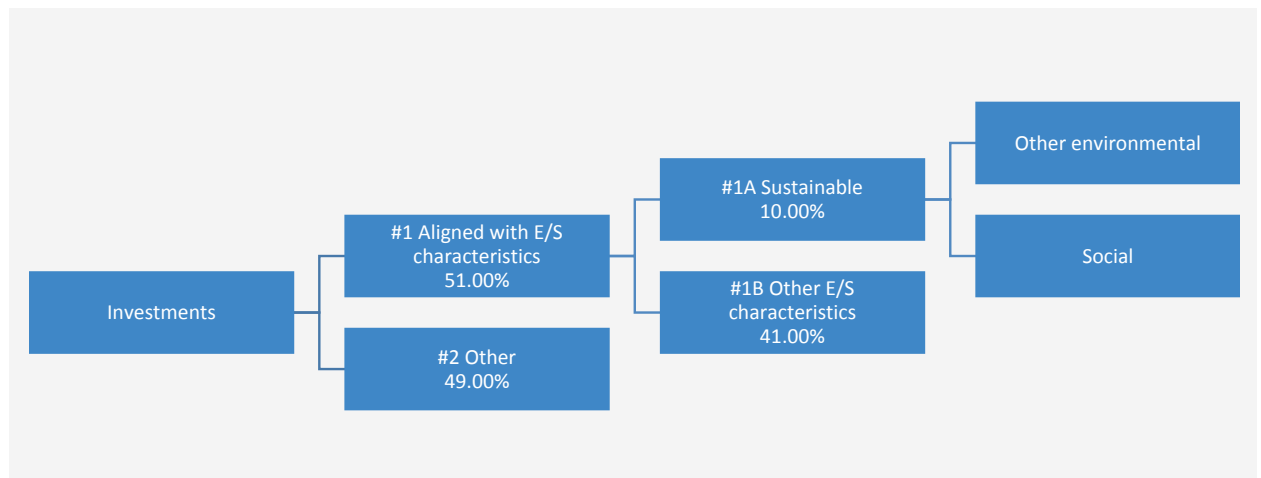 Investments
#1 Aligned with E/S
characteristics
51.00%
#2 Other
49.00%
#1A Sustainable
10.00%
#1B Other E/S
characteristics
41.00%
Other environmental
Social